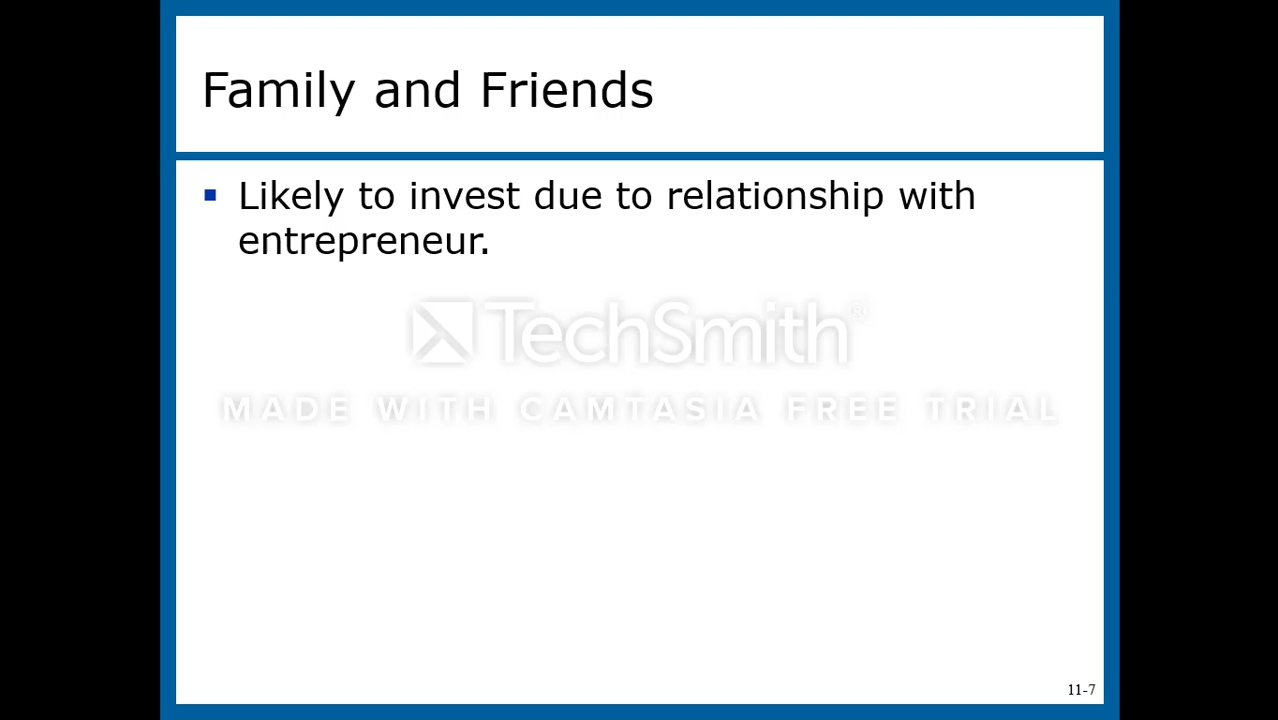 Family and Friends
Likely to invest due to relationship with
entrepreneur.
TechSmith®
MADE WITH CAMTASIA FREE TRIAL
11-7